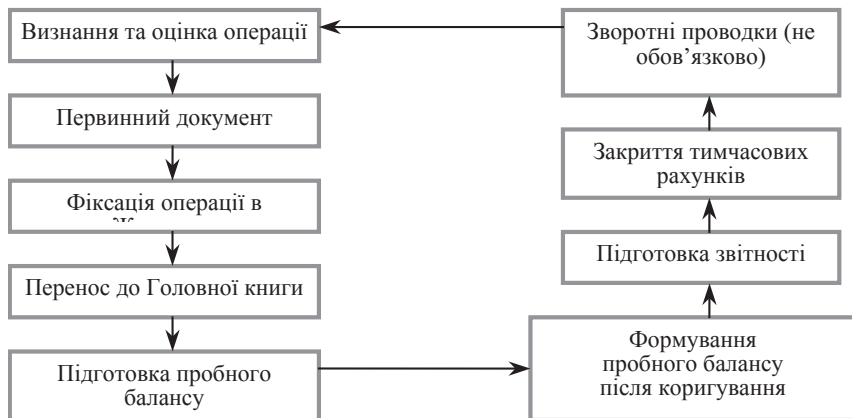 Визнання та оцінка операції
Первинний документ
Фіксація операції в
Перенос до Головної книги
Підготовка пробного
балансу
Формування
пробного балансу
після коригування
Підготовка звітності
Закриття тимчасових
рахунків
Зворотні проводки (не
обов’язково)